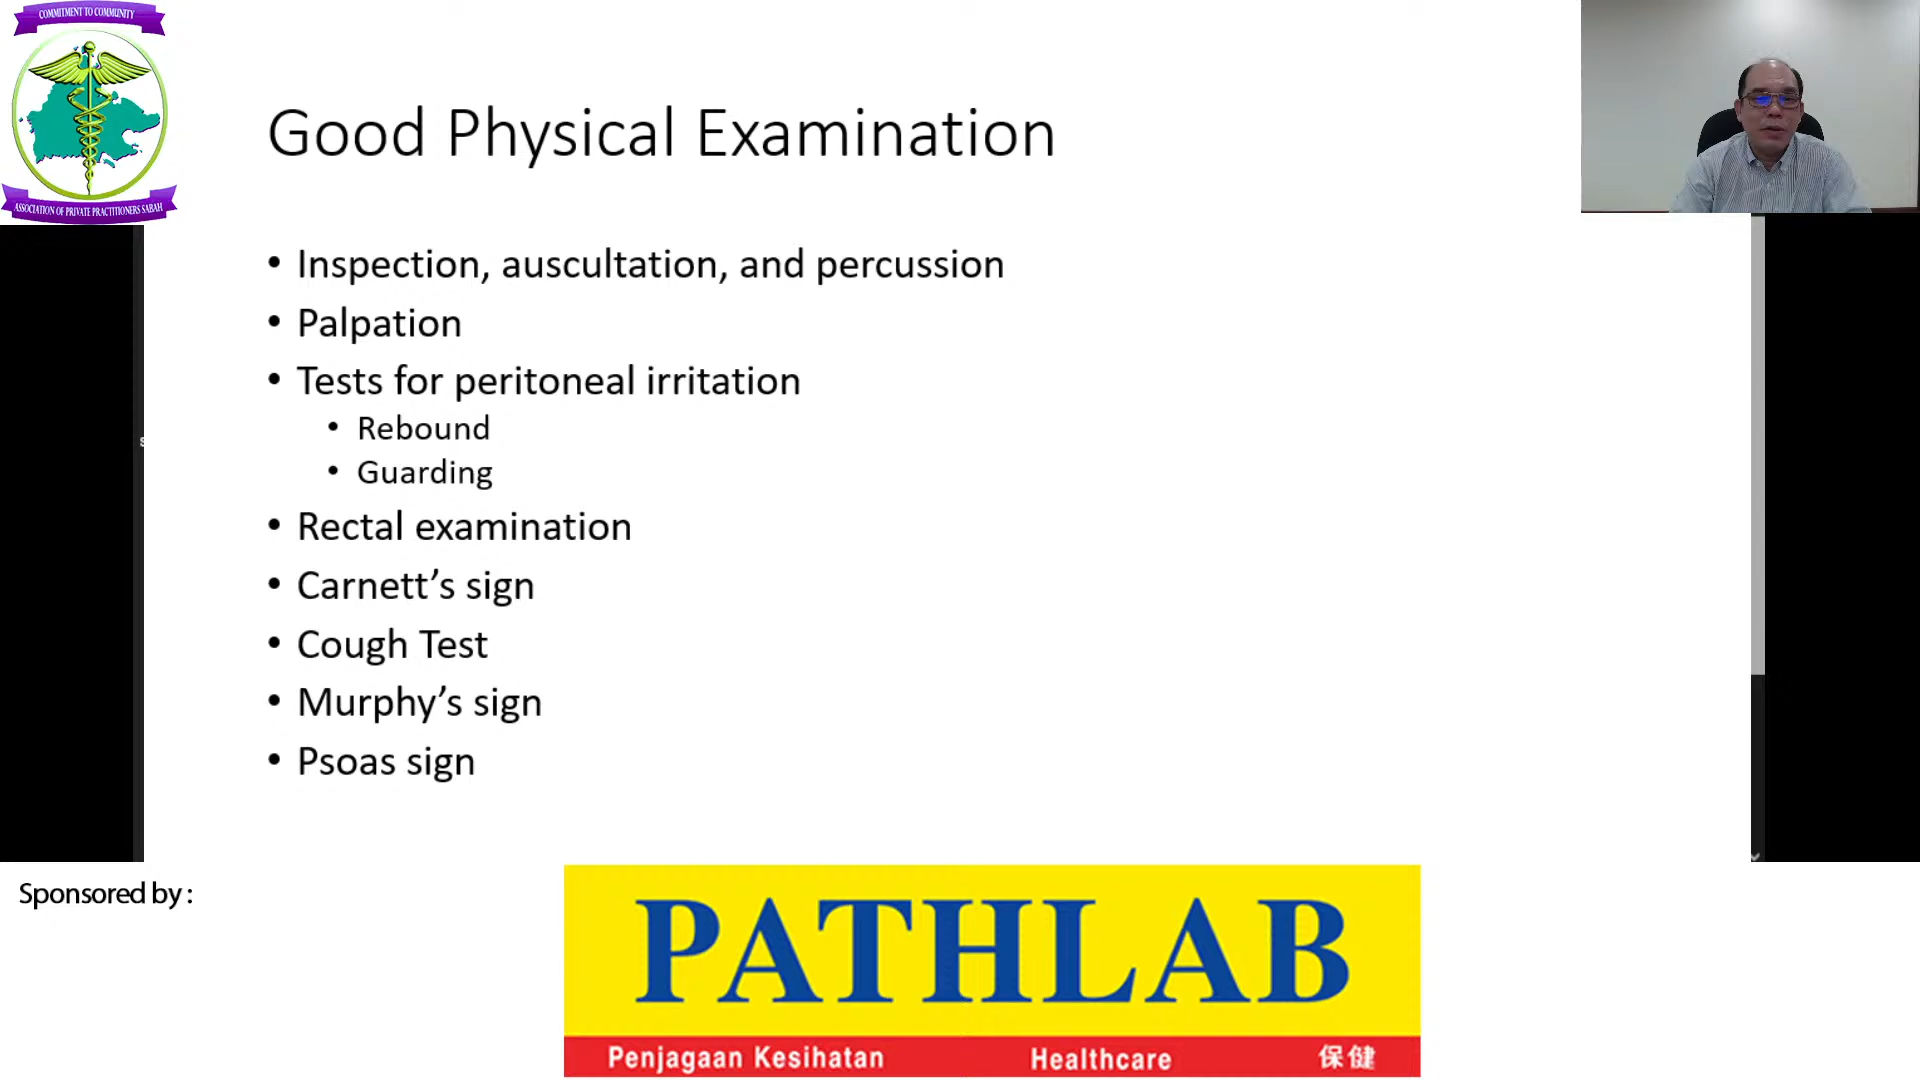 COMMITMENT TO COMMUNITY
ASSOCIATION OF PRIVATE PRACTITIONERS SABAH
Good Physical Examination
• Inspection, auscultation, and percussion
• Palpation
• Tests for peritoneal irritation
• Rebound
• Guarding
• Rectal examination
• Carnett’s sign
• Cough Test
• Murphy’s sign
• Psoas sign
Sponsored by :
PATHLAB
Penjagaan Kesihatan Healthcare 保健